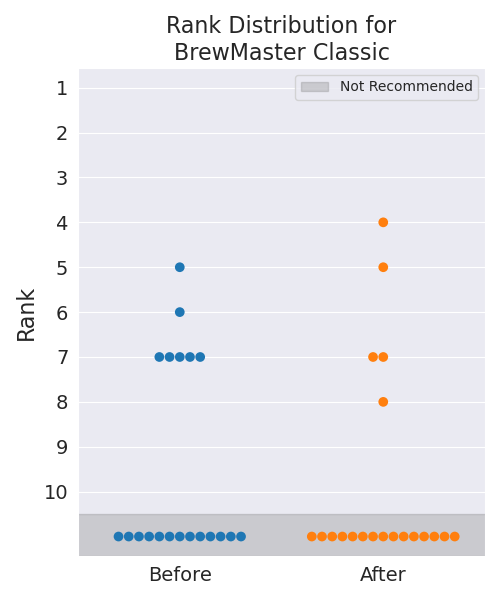 Rank Distribution for
BrewMaster Classic
Not Recommended
1
2
3
4
5
6
7
8
9
10
Rank
Before
After